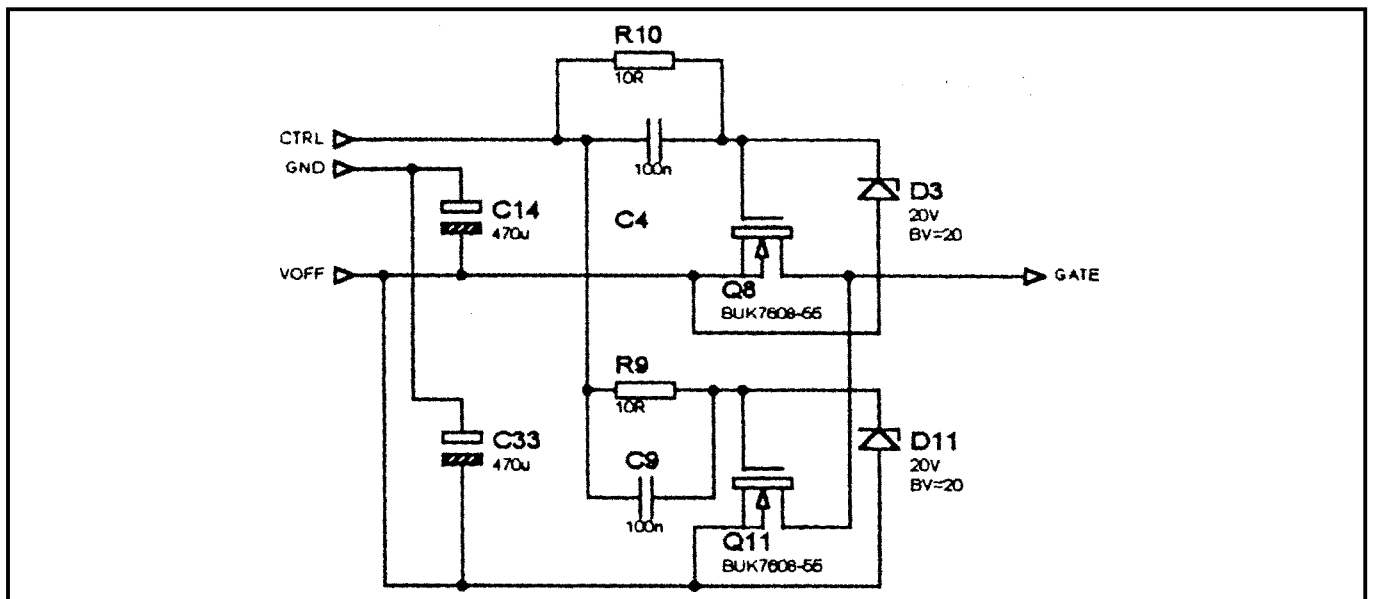 R10
10R
CTRL
100n
GND
C14
470u
C4
D3
20V
BV=20
VOFF
GATE
Q8
BUK7608-55
R9
10R
C33
470u
C9
100n
D11
20V
BV=20
Q11
BUK7608-55